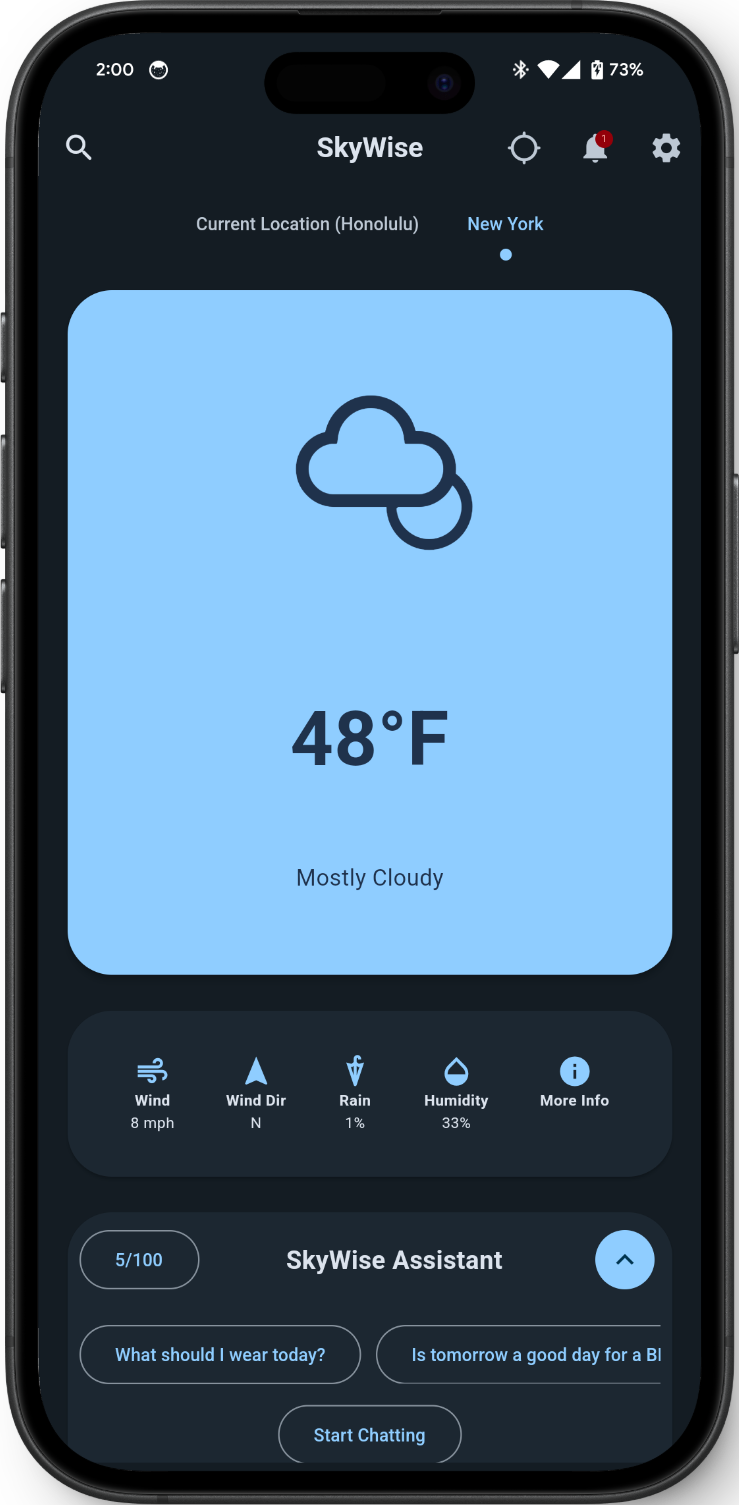 2:00
73%
SkyWise
1
Current Location (Honolulu)
New York
48°F
Mostly Cloudy
Wind
8 mph
Wind Dir
N
Rain
1%
Humidity
33%
More Info
5/100
SkyWise Assistant
What should I wear today?
Is tomorrow a good day for a
Start Chatting